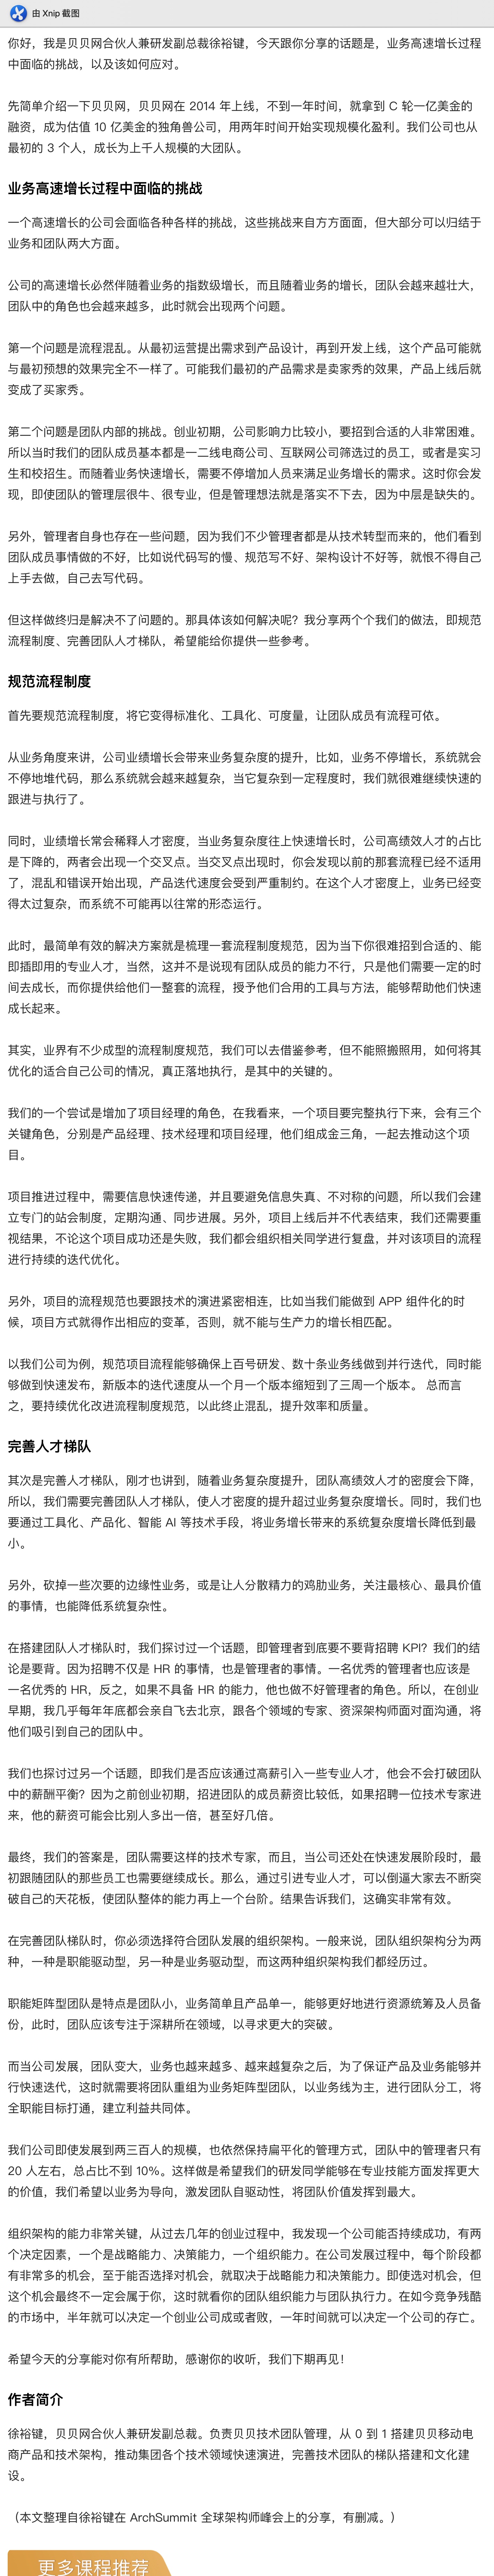 由 Xnip 截图
你好，我是贝贝网合伙人兼研发副总裁徐裕键，今天跟你分享的话题是，业务高速增长过程
中面临的挑战，以及该如何应对。
先简单介绍一下贝贝网，贝贝网在 2014 年上线，不到一年时间，就拿到 C 轮一亿美金的
融资，成为估值 10 亿美金的独角兽公司，用两年时间开始实现规模化盈利。我们公司也从
最初的 3 个人，成长为上千人规模的大团队。
业务高速增长过程中面临的挑战
一个高速增长的公司会面临各种各样的挑战，这些挑战来自方方面面，但大部分可以归结于
业务和团队两大方面。
公司的高速增长必然伴随着业务的指数级增长，而且随着业务的增长，团队会越来越壮大，
团队中的角色也会越来越多，此时就会出现两个问题。
第一个问题是流程混乱。从最初运营提出需求到产品设计，再到开发上线，这个产品可能就
与最初预想的效果完全不一样了。可能我们最初的产品需求是卖家秀的效果，产品上线后就
变成了买家秀。
第二个问题是团队内部的挑战。创业初期，公司影响力比较小，要招到合适的人非常困难。
所以当时我们的团队成员基本都是一二线电商公司、互联网公司筛选过的员工，或者是实习
生和校招生。而随着业务快速增长，需要不停增加人员来满足业务增长的需求。这时你会发
现，即使团队的管理层很牛、很专业，但是管理想法就是落实不下去，因为中层是缺失的。
另外，管理者自身也存在一些问题，因为我们不少管理者都是从技术转型而来的，他们看到
团队成员事情做的不好，比如说代码写的慢、规范写不好、架构设计不好等，就恨不得自己
上手去做，自己去写代码。
但这样做终归是解决不了问题的。那具体该如何解决呢？我分享两个个我们的做法，即规范
流程制度、完善团队人才梯队，希望能给你提供一些参考。
规范流程制度
首先要规范流程制度，将它变得标准化、工具化、可度量，让团队成员有流程可依。
从业务角度来讲，公司业绩增长会带来业务复杂度的提升，比如，业务不停增长，系统就会
不停地堆代码，那么系统就会越来越复杂，当它复杂到一定程度时，我们就很难继续快速的
跟进与执行了。
同时，业绩增长常会稀释人才密度，当业务复杂度往上快速增长时，公司高绩效人才的占比
是下降的，两者会出现一个交叉点。当交叉点出现时，你会发现以前的那套流程已经不适用
了，混乱和错误开始出现，产品迭代速度会受到严重制约。在这个人才密度上，业务已经变
得太过复杂，而系统不可能再以往常的形态运行。
此时，最简单有效的解决方案就是梳理一套流程制度规范，因为当下你很难招到合适的、能
即插即用的专业人才，当然，这并不是说现有团队成员的能力不行，只是他们需要一定的时
间去成长，而你提供给他们一整套的流程，授予他们合用的工具与方法，能够帮助他们快速
成长起来。
其实，业界有不少成型的流程制度规范，我们可以去借鉴参考，但不能照搬照用，如何将其
优化的适合自己公司的情况，真正落地执行，是其中的关键的。
我们的一个尝试是增加了项目经理的角色，在我看来，一个项目要完整执行下来，会有三个
关键角色，分别是产品经理、技术经理和项目经理，他们组成金三角，一起去推动这个项
目。
项目推进过程中，需要信息快速传递，并且要避免信息失真、不对称的问题，所以我们会建
立专门的站会制度，定期沟通、同步进展。另外，项目上线后并不代表结束，我们还需要重
视结果，不论这个项目成功还是失败，我们都会组织相关同学进行复盘，并对该项目的流程
进行持续的迭代优化。
另外，项目的流程规范也要跟技术的演进紧密相连，比如当我们能做到 APP 组件化的时
候，项目方式就得作出相应的变革，否则，就不能与生产力的增长相匹配。
以我们公司为例，规范项目流程能够确保上百号研发、数十条业务线做到并行迭代，同时能
够做到快速发布，新版本的迭代速度从一个月一个版本缩短到了三周一个版本。 总而言
之，要持续优化改进流程制度规范，以此终止混乱，提升效率和质量。
完善人才梯队
其次是完善人才梯队，刚才也讲到，随着业务复杂度提升，团队高绩效人才的密度会下降，
所以，我们需要完善团队人才梯队，使人才密度的提升超过业务复杂度增长。同时，我们也
要通过工具化、产品化、智能 AI 等技术手段，将业务增长带来的系统复杂度增长降低到最
小。
另外，砍掉一些次要的边缘性业务，或是让人分散精力的鸡肋业务，关注最核心、最具价值
的事情，也能降低系统复杂性。
在搭建团队人才梯队时，我们探讨过一个话题，即管理者到底要不要背招聘 KPI？我们的结
论是要背。因为招聘不仅是 HR 的事情，也是管理者的事情。一名优秀的管理者也应该是
一名优秀的 HR，反之，如果不具备 HR 的能力，他也做不好管理者的角色。所以，在创业
早期，我几乎每年年底都会亲自飞去北京，跟各个领域的专家、资深架构师面对面沟通，将
他们吸引到自己的团队中。
我们也探讨过另一个话题，即我们是否应该通过高薪引入一些专业人才，他会不会打破团队
中的薪酬平衡？因为之前创业初期，招进团队的成员薪资比较低，如果招聘一位技术专家进
来，他的薪资可能会比别人多出一倍，甚至好几倍。
最终，我们的答案是，团队需要这样的技术专家，而且，当公司还处在快速发展阶段时，最
初跟随团队的那些员工也需要继续成长。那么，通过引进专业人才，可以倒逼大家去不断突
破自己的天花板，使团队整体的能力再上一个台阶。结果告诉我们，这确实非常有效。
在完善团队梯队时，你必须选择符合团队发展的组织架构。一般来说，团队组织架构分为两
种，一种是职能驱动型，另一种是业务驱动型，而这两种组织架构我们都经历过。
职能矩阵型团队是特点是团队小，业务简单且产品单一，能够更好地进行资源统筹及人员备
份，此时，团队应该专注于深耕所在领域，以寻求更大的突破。
而当公司发展，团队变大，业务也越来越多、越来越复杂之后，为了保证产品及业务能够并
行快速迭代，这时就需要将团队重组为业务矩阵型团队，以业务线为主，进行团队分工，将
全职能目标打通，建立利益共同体。
我们公司即使发展到两三百人的规模，也依然保持扁平化的管理方式，团队中的管理者只有
20 人左右，总占比不到 10%。这样做是希望我们的研发同学能够在专业技能方面发挥更大
的价值，我们希望以业务为导向，激发团队自驱动性，将团队价值发挥到最大。
组织架构的能力非常关键，从过去几年的创业过程中，我发现一个公司能否持续成功，有两
个决定因素，一个是战略能力、决策能力，一个组织能力。在公司发展过程中，每个阶段都
有非常多的机会，至于能否选择对机会，就取决于战略能力和决策能力。即使选对机会，但
这个机会最终不一定会属于你，这时就看你的团队组织能力与团队执行力。在如今竞争残酷
的市场中，半年就可以决定一个创业公司成或者败，一年时间就可以决定一个公司的存亡。
希望今天的分享能对你有所帮助，感谢你的收听，我们下期再见！
作者简介
徐裕键，贝贝网合伙人兼研发副总裁。负责贝贝技术团队管理，从 0 到 1 搭建贝贝移动电
商产品和技术架构，推动集团各个技术领域快速演进，完善技术团队的梯队搭建和文化建
设。
（本文整理自徐裕键在 ArchSummit 全球架构师峰会上的分享，有删减。）
更多课程推荐